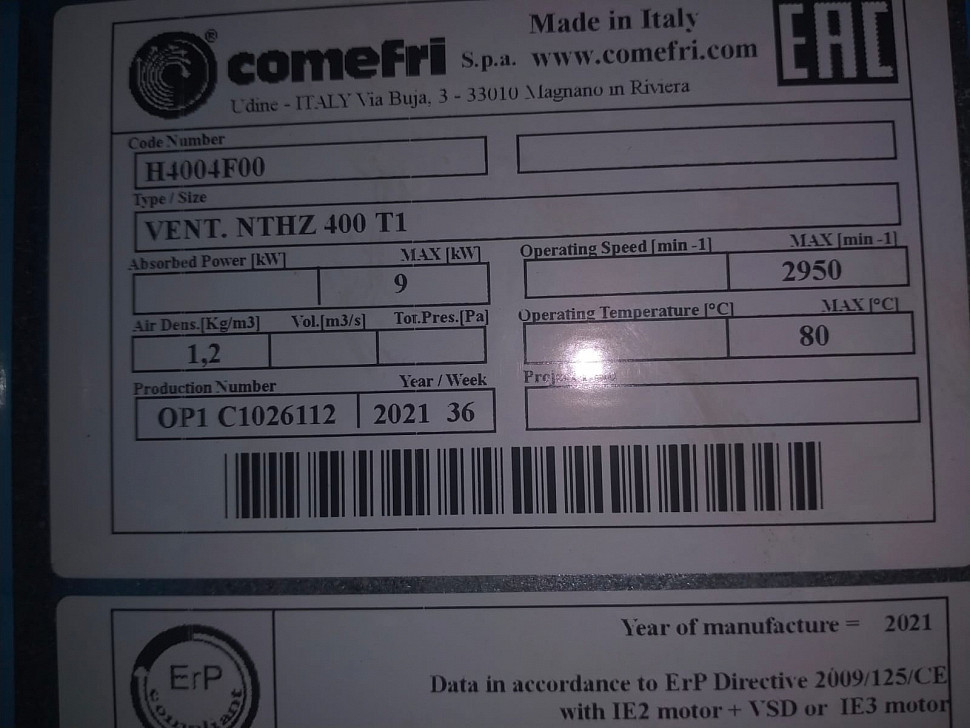 comefri ® S.p.a.
Made in Italy
www.comefri.com
EAC
Udine - ITALY Via Buja, 3 - 33010 Magnano in Riviera
Code Number
H4004F00
Type / Size
VENT. NTHZ 400 T1
Absorbed Power [kW] MAX [kW]
9
Operating Speed [min -1] MAX [min -1]
2950
Air Dens.[Kg/m3] Vol.[m3/s] Tot.Pres.[Pa]
1,2
Operating Temperature [°C] MAX [°C]
80
Production Number Year / Week
OP1 C1026112 2021 36
ErP
compliant
Year of manufacture = 2021
Data in accordance to ErP Directive 2009/125/CE
with IE2 motor + VSD or IE3 motor